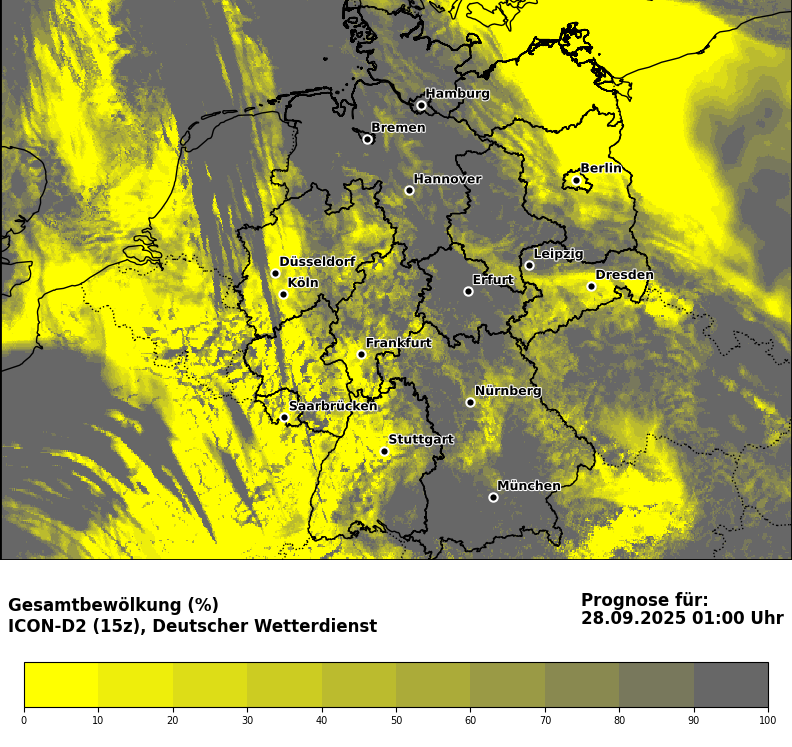 Hamburg
Bremen
Berlin
Hannover
Leipzig
Düsseldorf
Dresden
Erfurt
Köln
Frankfurt
Nürnberg
Saarbrücken
Stuttgart
München
Gesamtbewölkung (%)
ICON-D2 (15z), Deutscher Wetterdienst
Prognose für:
28.09.2025 01:00 Uhr
0 10 20 30 40 50 60 70 80 90 100